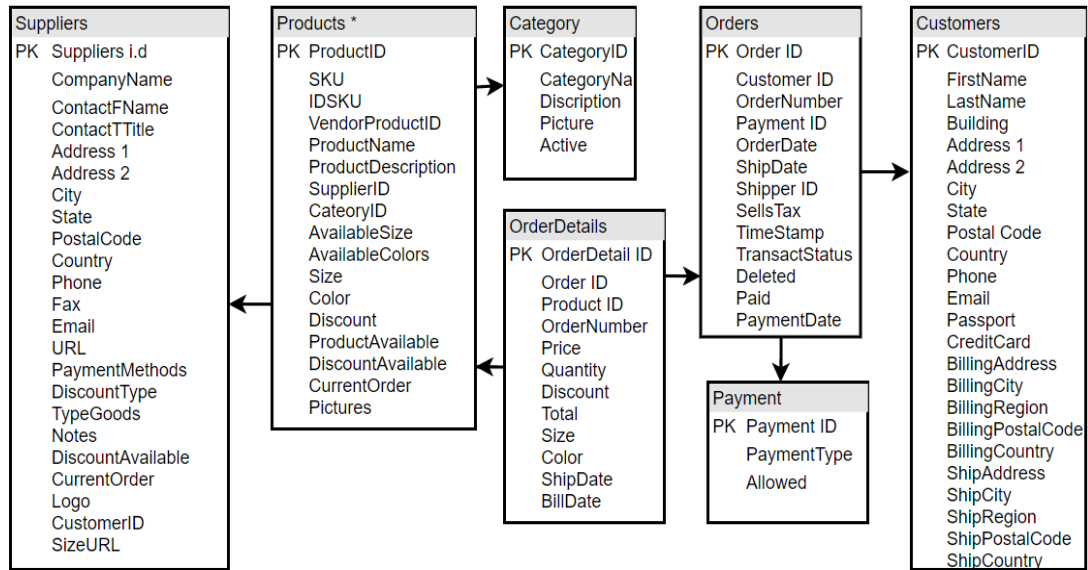 Suppliers
PK Suppliers i.d
CompanyName
ContactFName
ContactTTitle
Address 1
Address 2
City
State
PostalCode
Country
Phone
Fax
Email
URL
PaymentMethods
DiscountType
TypeGoods
Notes
DiscountAvailable
CurrentOrder
Logo
CustomerID
SizeURL
Products *
PK ProductID
SKU
IDSKU
VendorProductID
ProductName
ProductDescription
SupplierID
CateoryID
AvailableSize
AvailableColors
Size
Color
Discount
ProductAvailable
DiscountAvailable
CurrentOrder
Pictures
Category
PK CategoryID
CategoryNa
Discription
Picture
Active
OrderDetails
PK OrderDetail ID
Order ID
Product ID
OrderNumber
Price
Quantity
Discount
Total
Size
Color
ShipDate
BillDate
Orders
PK Order ID
Customer ID
OrderNumber
Payment ID
OrderDate
ShipDate
Shipper ID
SellsTax
TimeStamp
TransactStatus
Deleted
Paid
PaymentDate
Payment
PK Payment ID
PaymentType
Allowed
Customers
PK CustomerID
FirstName
LastName
Building
Address 1
Address 2
City
State
Postal Code
Country
Phone
Email
Passport
CreditCard
BillingAddress
BillingCity
BillingRegion
BillingPostalCode
BillingCountry
ShipAddress
ShipCity
ShipRegion
ShipPostalCode
ShipCountry